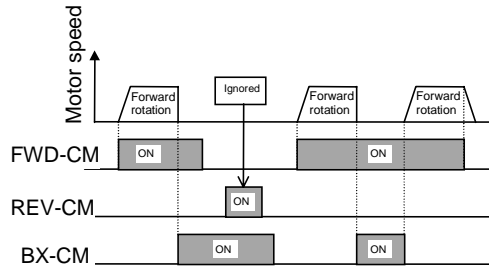 Motor speed
Forward
rotation
Ignored
Forward
rotation
Forward
rotation
FWD-CM
ON
ON
REV-CM
ON
BX-CM
ON
ON